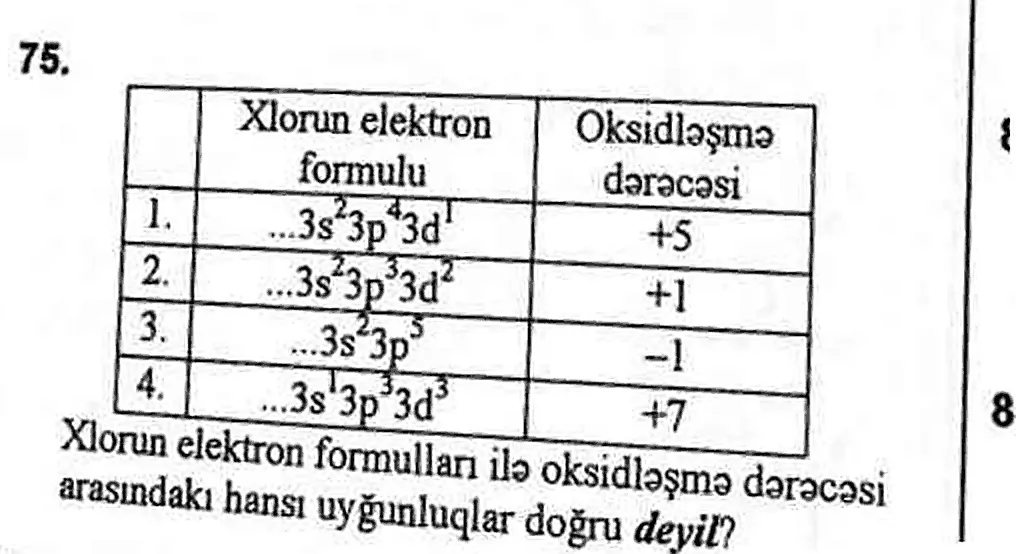 75.
Xlorun elektron formulu Oksidləşmə dərəcəsi
1. ...3s²3p⁴3d¹ +5
2. ...3s²3p³3d² +1
3. ...3s²3p⁵ –1
4. ...3s¹3p³3d³ +7
Xlorun elektron formulları ilə oksidləşmə dərəcəsi
arasındakı hansı uyğunluqlar doğru deyil?
8